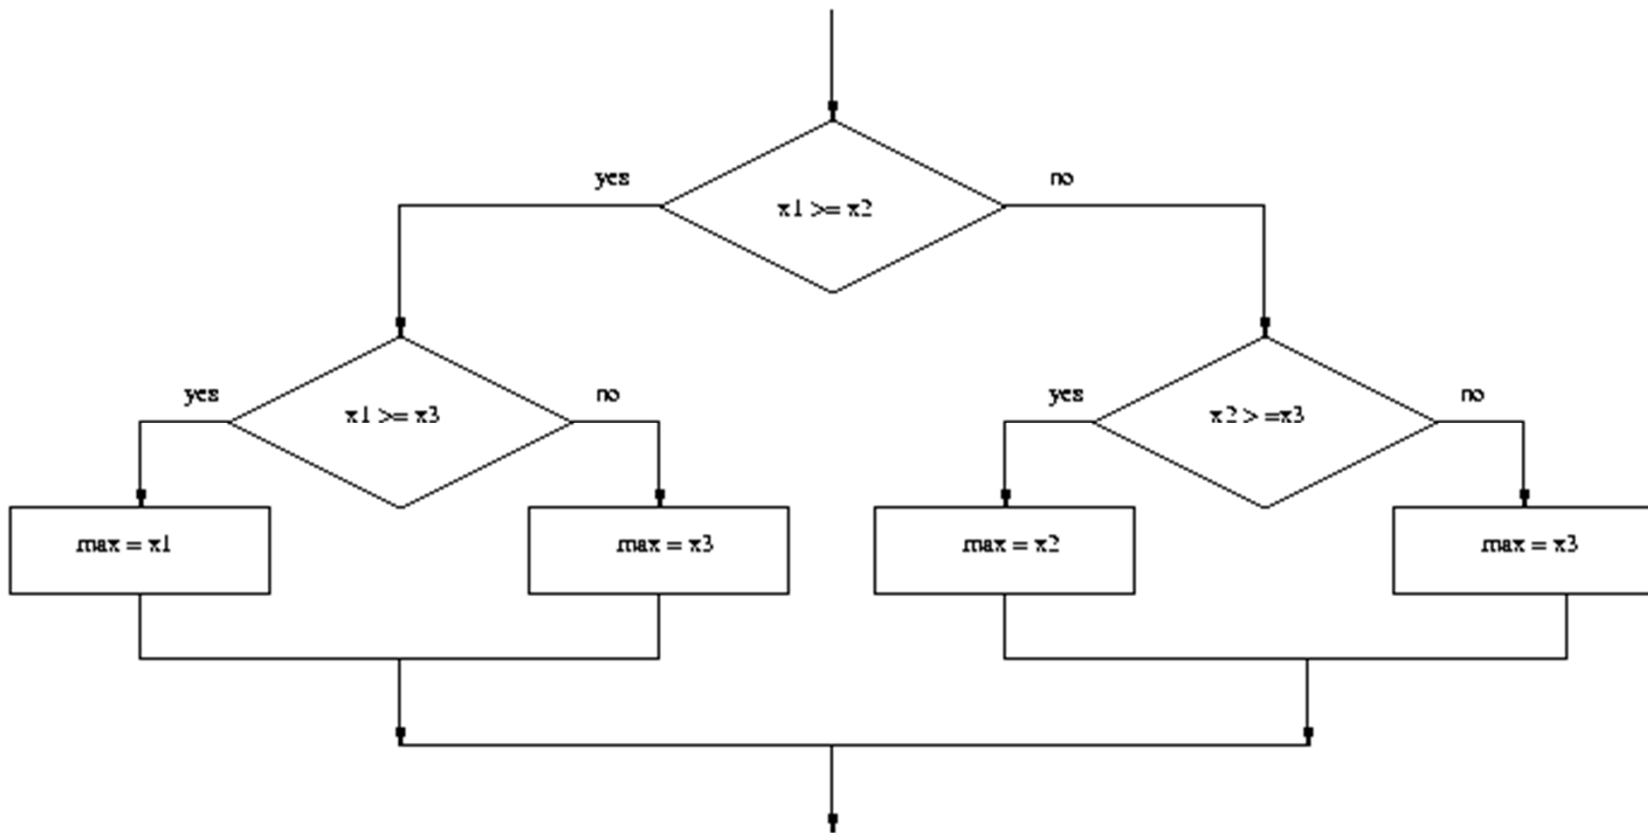 yes
no
x1 >= x2
yes
no
yes
no
x1 >= x3
x2 > =x3
max = x1
max = x3
max = x2
max = x3